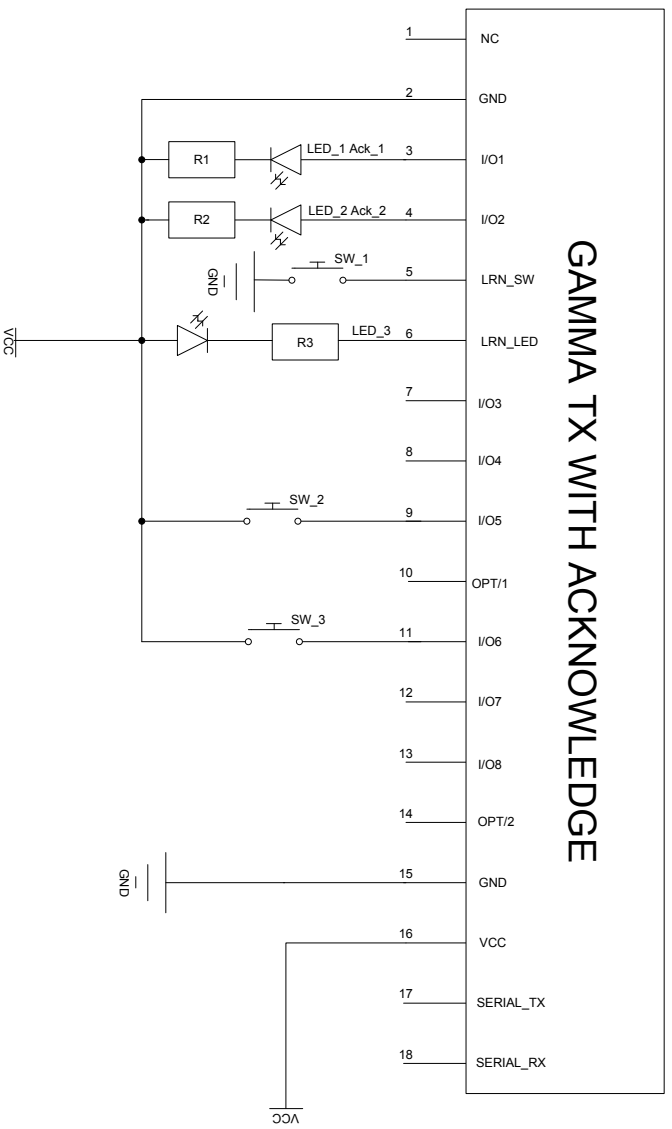 1 NC
2 GND
R1 LED_1 Ack_1 3 I/O1
R2 LED_2 Ack_2 4 I/O2
GND SW_1 5 LRN_SW
R3 LED_3 6 LRN_LED
VCC
7 I/O3
8 I/O4
SW_2 9 I/O5
10 OPT/1
SW_3 11 I/O6
12 I/O7
13 I/O8
14 OPT/2
GND 15 GND
16 VCC
17 SERIAL_TX
18 SERIAL_RX
VCC
GAMMA TX WITH ACKNOWLEDGE